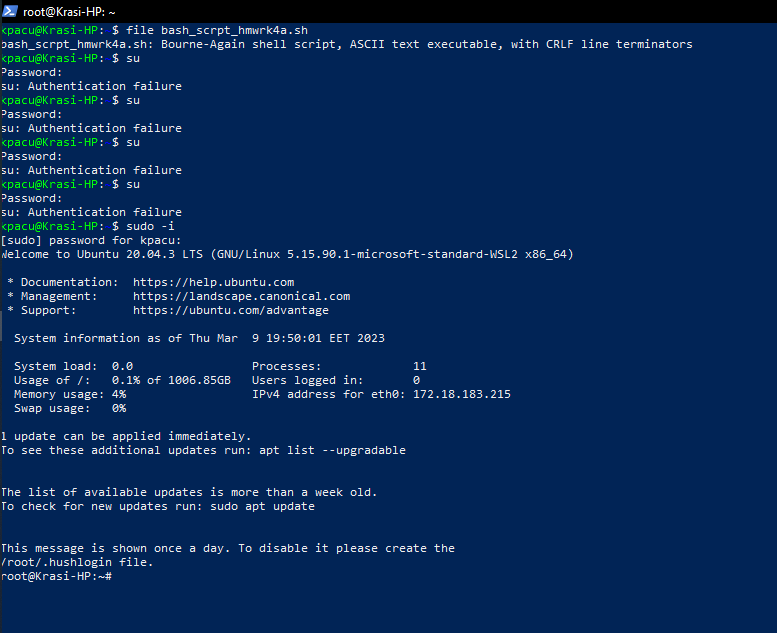 root@Krasi-HP: ~
kpacu@Krasi-HP:~$ file bash_scrpt_hmwrk4a.sh
bash_scrpt_hmwrk4a.sh: Bourne-Again shell script, ASCII text executable, with CRLF line terminators
kpacu@Krasi-HP:~$ su
Password:
su: Authentication failure
kpacu@Krasi-HP:~$ su
Password:
su: Authentication failure
kpacu@Krasi-HP:~$ su
Password:
su: Authentication failure
kpacu@Krasi-HP:~$ su
Password:
su: Authentication failure
kpacu@Krasi-HP:~$ sudo -i
[sudo] password for kpacu:
Welcome to Ubuntu 20.04.3 LTS (GNU/Linux 5.15.90.1-microsoft-standard-WSL2 x86_64)
* Documentation:  https://help.ubuntu.com
* Management:     https://landscape.canonical.com
* Support:        https://ubuntu.com/advantage
System information as of Thu Mar  9 19:50:01 EET 2023
System load:  0.0                Processes:             11
Usage of /:   0.1% of 1006.85GB  Users logged in:       0
Memory usage: 4%                 IPv4 address for eth0: 172.18.183.215
Swap usage:   0%
1 update can be applied immediately.
To see these additional updates run: apt list --upgradable
The list of available updates is more than a week old.
To check for new updates run: sudo apt update
This message is shown once a day. To disable it please create the
/root/.hushlogin file.
root@Krasi-HP:~#